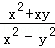 x²+xy
x² − y²